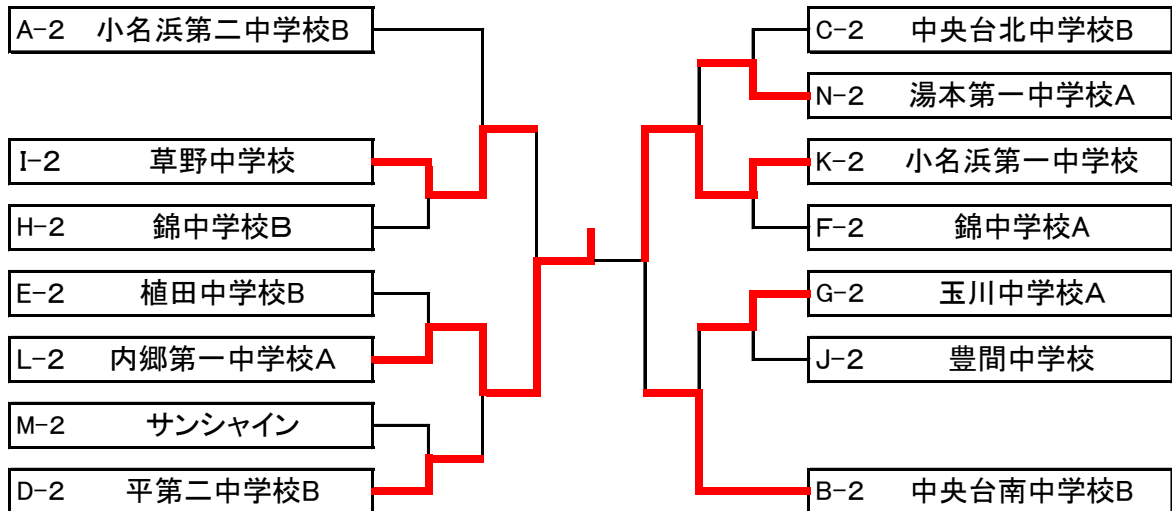 A-2 小名浜第二中学校B
I-2 草野中学校
H-2 錦中学校B
E-2 植田中学校B
L-2 内郷第一中学校A
M-2 サンシャイン
D-2 平第二中学校B
C-2 中央台北中学校B
N-2 湯本第一中学校A
K-2 小名浜第一中学校
F-2 錦中学校A
G-2 玉川中学校A
J-2 豊間中学校
B-2 中央台南中学校B